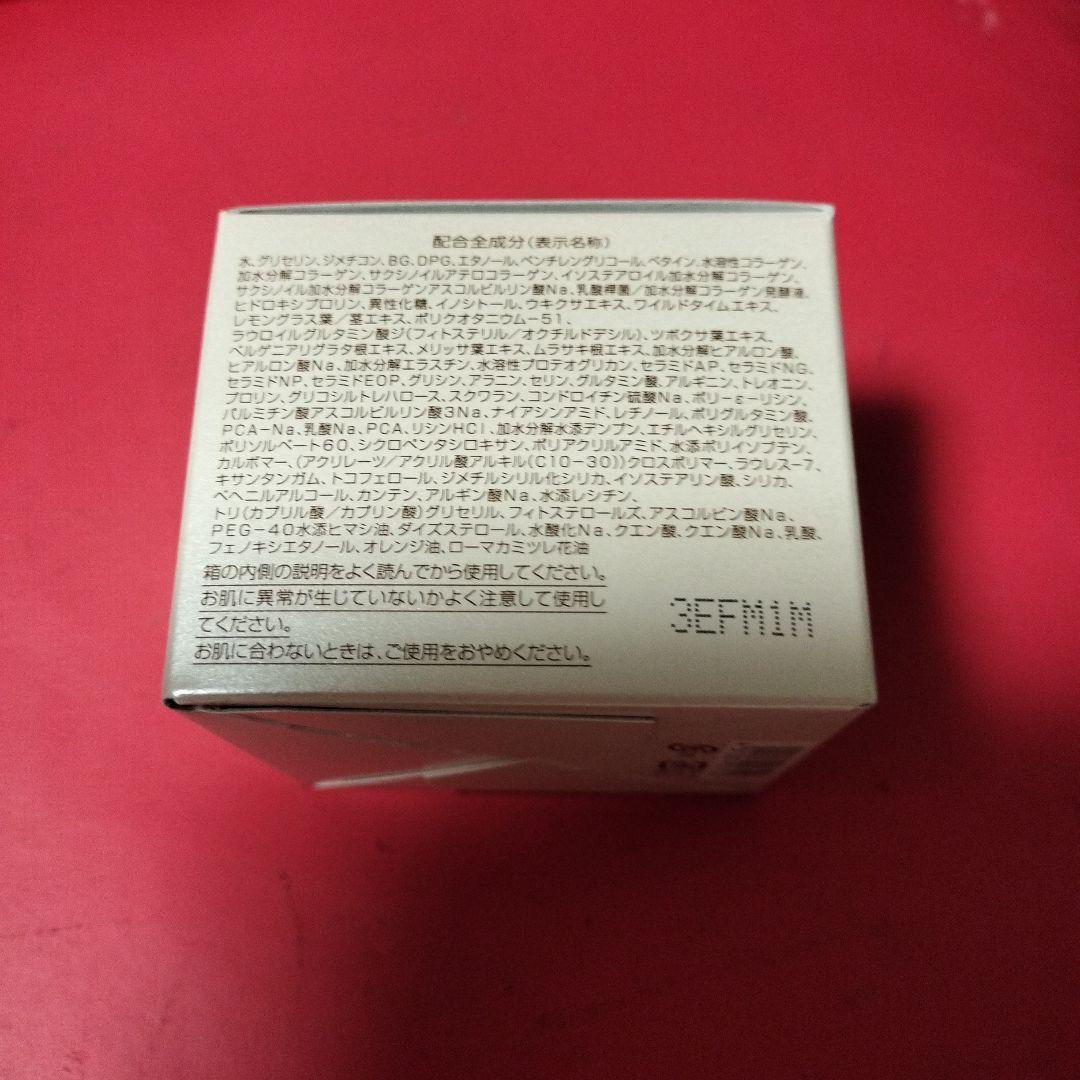 配合全成分(表示名称)
水、グリセリン、ジメチコン、BG、DPG、エタノール、ペンチレングリコール、ベタイン、水溶性コラーゲン、
加水分解コラーゲン、サクシノイルアテロコラーゲン、イソステアロイル加水分解コラーゲン、
サクシノイル加水分解コラーゲンアスコルビルリン酸Na、乳酸桿菌/加水分解コラーゲン発酵液、
ヒドロキシプロリン、異性化糖、イノシトール、ウキクサエキス、ワイルドタイムエキス、
レモングラス葉/茎エキス、ポリクオタニウム-51、
ラウロイルグルタミン酸ジ(フィトステリル/オクチルドデシル)、ツボクサ葉エキス、
ベルゲニアリグラタ根エキス、メリッサ葉エキス、ムラサキ根エキス、加水分解ヒアルロン酸、
ヒアルロン酸Na、加水分解エラスチン、水溶性プロテオグリカン、セラミドAP、セラミドNG、
セラミドNP、セラミドEOP、グリシン、アラニン、セリン、グルタミン酸、アルギニン、トレオニン、
プロリン、グリコシルトレハロース、スクワラン、コンドロイチン硫酸Na、ポリ-ε-リシン、
パルミチン酸アスコルビルリン酸3Na、ナイアシンアミド、レチノール、ポリグルタミン酸、
PCA-Na、乳酸Na、PCA、リシンHCl、加水分解水添デンプン、エチルヘキシルグリセリン、
ポリソルベート60、シクロペンタシロキサン、ポリアクリルアミド、水添ポリイソブテン、
カルボマー、(アクリレーツ/アクリル酸アルキル(C10-30))クロスポリマー、ラウレス-7、
キサンタンガム、トコフェロール、ジメチルシリル化シリカ、イソステアリン酸、シリカ、
ベヘニルアルコール、カンテン、アルギン酸Na、水添レシチン、
トリ(カプリル酸/カプリン酸)グリセリル、フィトステロールズ、アスコルビン酸Na、
PEG-40水添ヒマシ油、ダイズステロール、水酸化Na、クエン酸、クエン酸Na、乳酸、
フェノキシエタノール、オレンジ油、ローマカミツレ花油
箱の内側の説明をよく読んでから使用してください。
お肌に異常が生じていないかよく注意して使用し
てください。
お肌に合わないときは、ご使用をおやめください。
3EFM1M